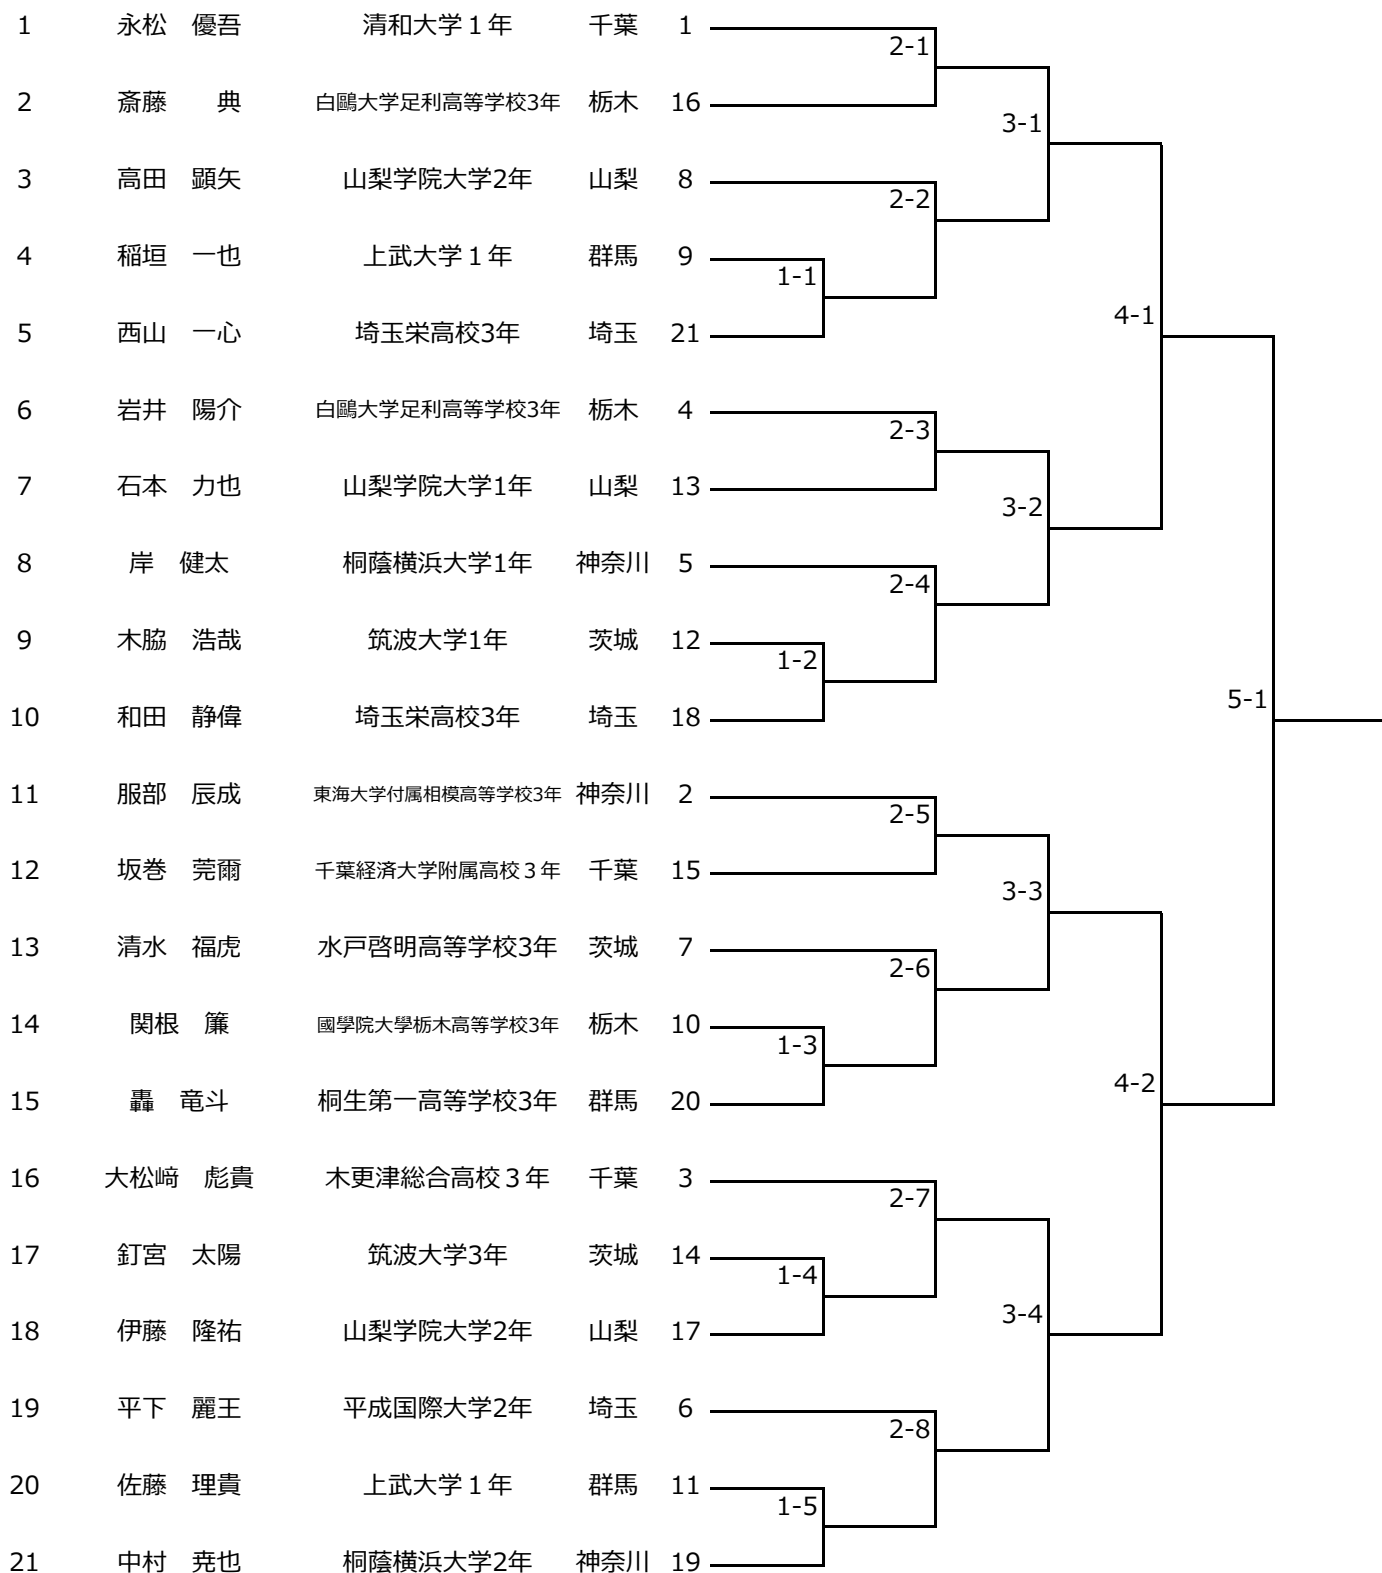 1 永松 優吾 清和大学１年 千葉 1
2-1
2 斎藤 典 白鷗大学足利高等学校3年 栃木 16
3-1
3 高田 顕矢 山梨学院大学2年 山梨 8
2-2
4 稲垣 一也 上武大学１年 群馬 9
1-1
4-1
5 西山 一心 埼玉栄高校3年 埼玉 21
6 岩井 陽介 白鷗大学足利高等学校3年 栃木 4
2-3
7 石本 力也 山梨学院大学1年 山梨 13
3-2
8 岸 健太 桐蔭横浜大学1年 神奈川 5
2-4
9 木脇 浩哉 筑波大学1年 茨城 12
1-2
5-1
10 和田 静偉 埼玉栄高校3年 埼玉 18
11 服部 辰成 東海大学付属相模高等学校3年 神奈川 2
2-5
12 坂巻 莞爾 千葉経済大学附属高校３年 千葉 15
3-3
13 清水 福虎 水戸啓明高等学校3年 茨城 7
2-6
14 関根 簾 國學院大學栃木高等学校3年 栃木 10
1-3
4-2
15 轟 竜斗 桐生第一高等学校3年 群馬 20
16 大松﨑 彪貴 木更津総合高校３年 千葉 3
2-7
17 釘宮 太陽 筑波大学3年 茨城 14
1-4
3-4
18 伊藤 隆祐 山梨学院大学2年 山梨 17
19 平下 麗王 平成国際大学2年 埼玉 6
2-8
20 佐藤 理貴 上武大学１年 群馬 11
1-5
21 中村 尭也 桐蔭横浜大学2年 神奈川 19